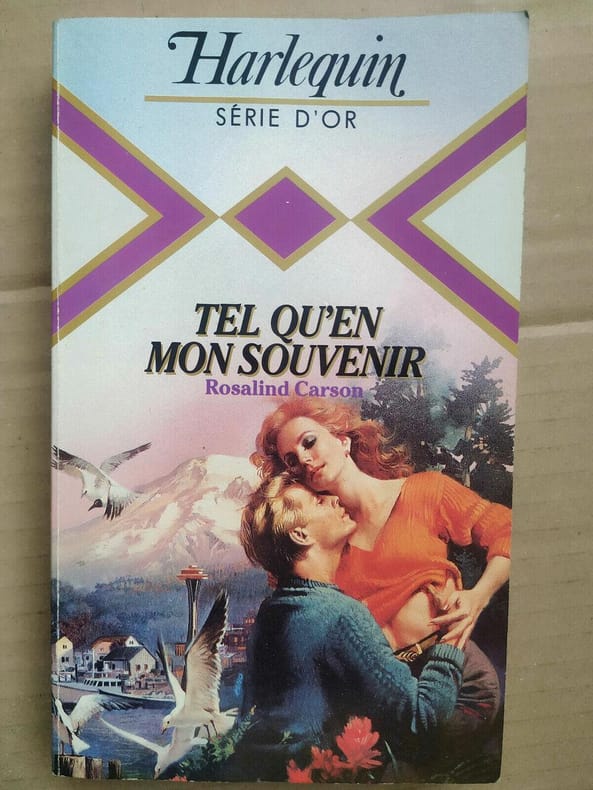 Harlequin
SÉRIE D'OR
TEL QU'EN
MON SOUVENIR
Rosalind Carson